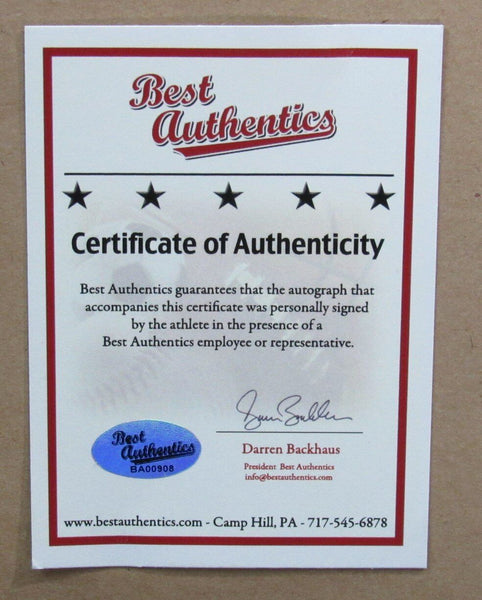 Best
Authentics
Certificate of Authenticity
Best Authentics guarantees that the autograph that
accompanies this certificate was personally signed
by the athlete in the presence of a
Best Authentics employee or representative.
Best
Authentics
BA00908
Darren Backhaus
President Best Authentics
info@bestauthentics.com
www.bestauthentics.com - Camp Hill, PA - 717-545-6878